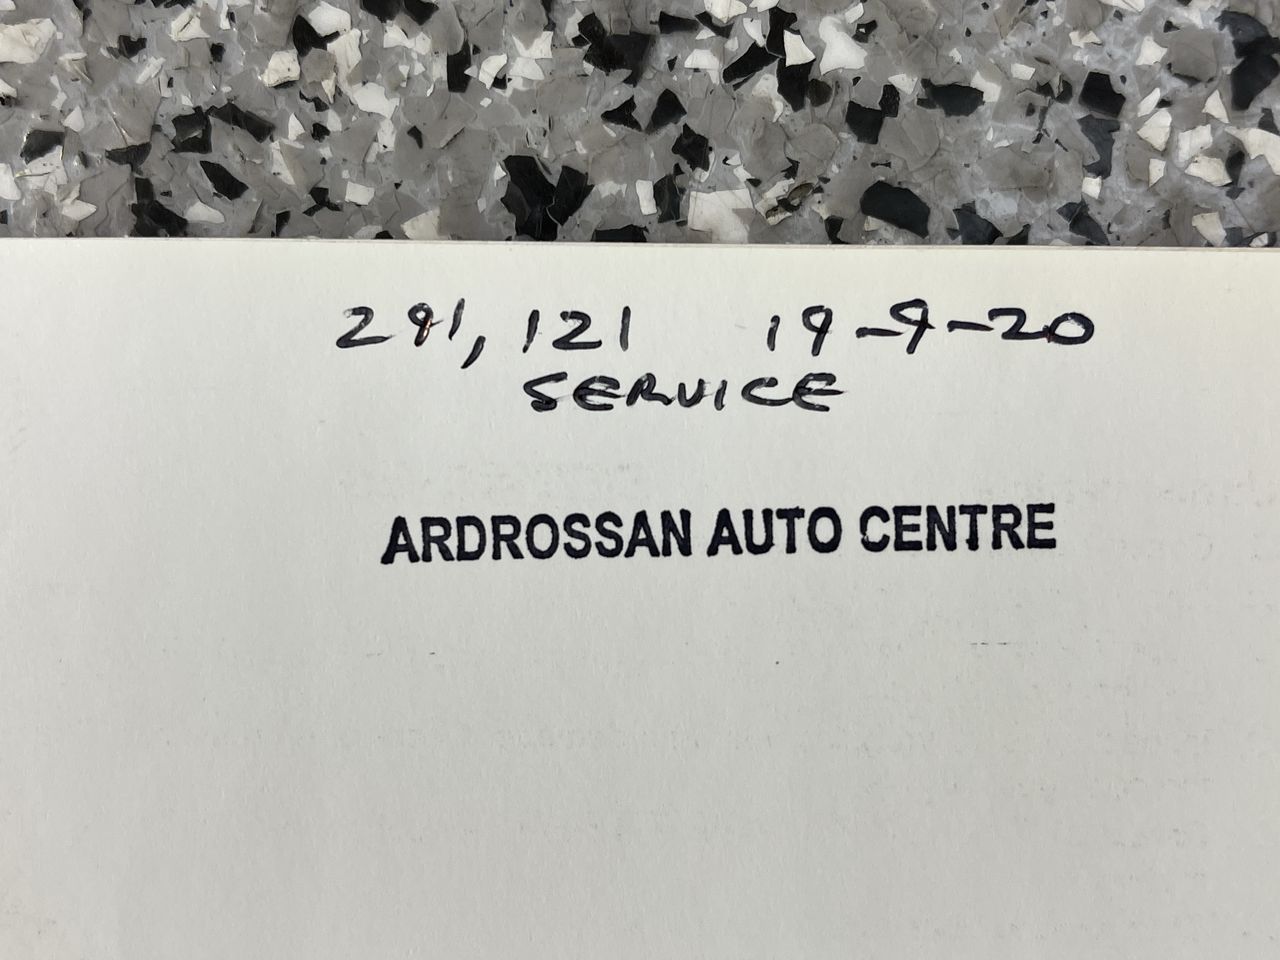 291,121 19-9-20
SERVICE
ARDROSSAN AUTO CENTRE